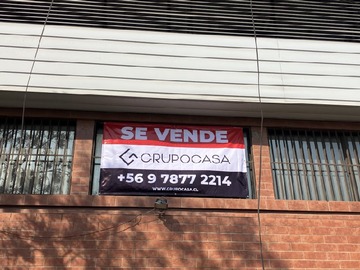 SE VENDE
GRUPOCASA
+56 9 7877 2214
WWW.GRUPOCASA.CL